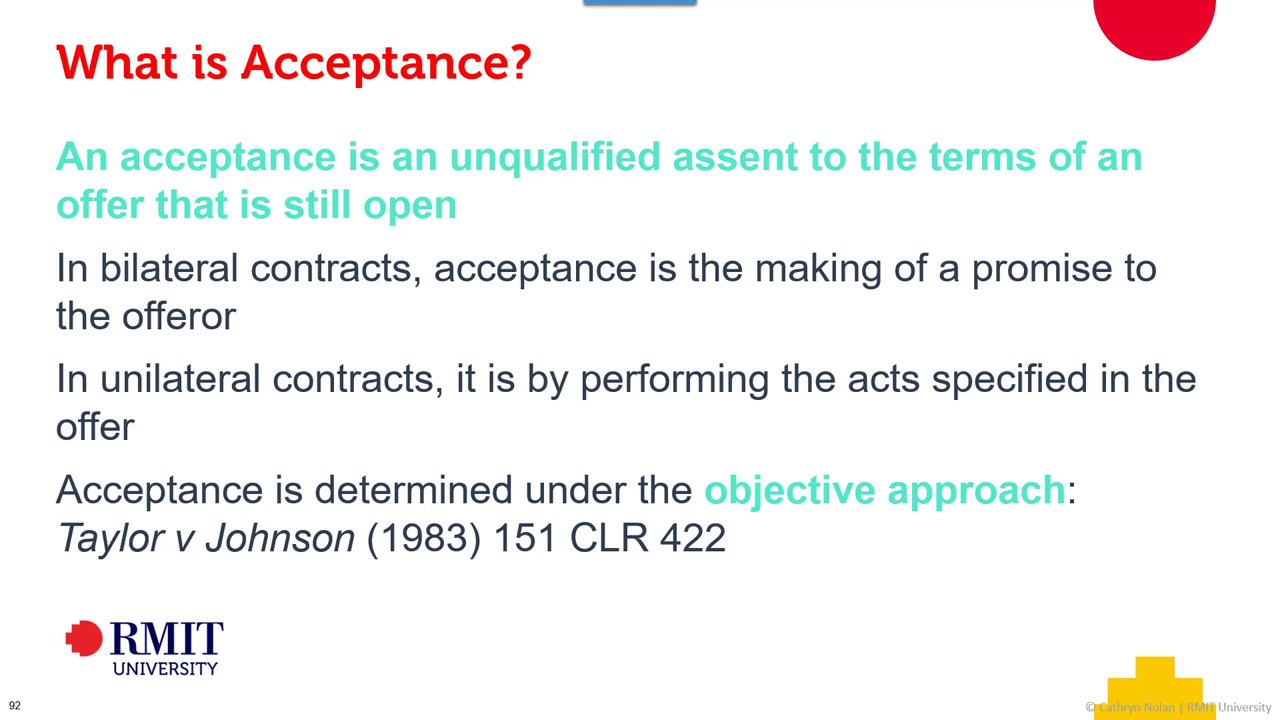 What is Acceptance?
An acceptance is an unqualified assent to the terms of an
offer that is still open
In bilateral contracts, acceptance is the making of a promise to
the offeror
In unilateral contracts, it is by performing the acts specified in the
offer
Acceptance is determined under the objective approach:
Taylor v Johnson (1983) 151 CLR 422
RMIT
UNIVERSITY
92
© Cathryn Nolan | RMIT University